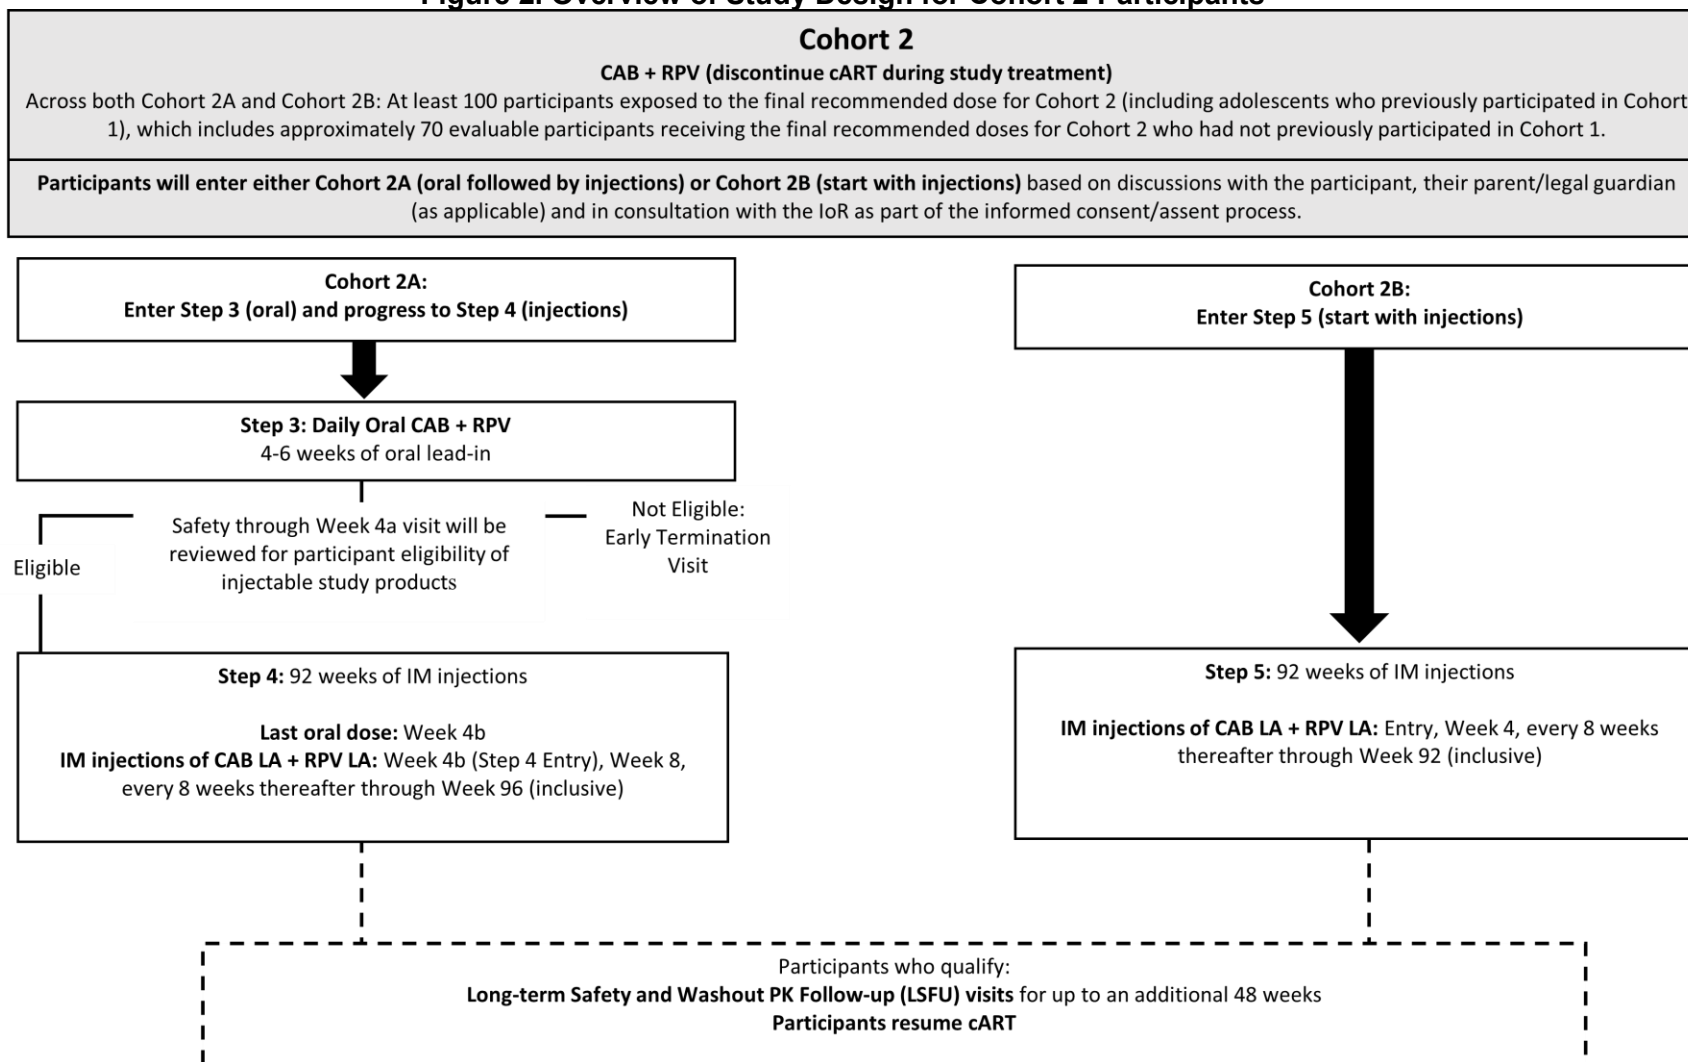 Figure 2. Overview of Study Design for Cohort 2 Participants
Cohort 2
CAB + RPV (discontinue cART during study treatment)
Across both Cohort 2A and Cohort 2B: At least 100 participants exposed to the final recommended dose for Cohort 2 (including adolescents who previously participated in Cohort
1), which includes approximately 70 evaluable participants receiving the final recommended doses for Cohort 2 who had not previously participated in Cohort 1.
Participants will enter either Cohort 2A (oral followed by injections) or Cohort 2B (start with injections) based on discussions with the participant, their parent/legal guardian
(as applicable) and in consultation with the IoR as part of the informed consent/assent process.
Cohort 2A:
Enter Step 3 (oral) and progress to Step 4 (injections)
Cohort 2B:
Enter Step 5 (start with injections)
Step 3: Daily Oral CAB + RPV
4-6 weeks of oral lead-in
Safety through Week 4a visit will be
reviewed for participant eligibility of
injectable study products
Not Eligible:
Early Termination
Visit
Eligible
Step 4: 92 weeks of IM injections
Last oral dose: Week 4b
IM injections of CAB LA + RPV LA: Week 4b (Step 4 Entry), Week 8,
every 8 weeks thereafter through Week 96 (inclusive)
Step 5: 92 weeks of IM injections
IM injections of CAB LA + RPV LA: Entry, Week 4, every 8 weeks
thereafter through Week 92 (inclusive)
Participants who qualify:
Long-term Safety and Washout PK Follow-up (LSFU) visits for up to an additional 48 weeks
Participants resume cART